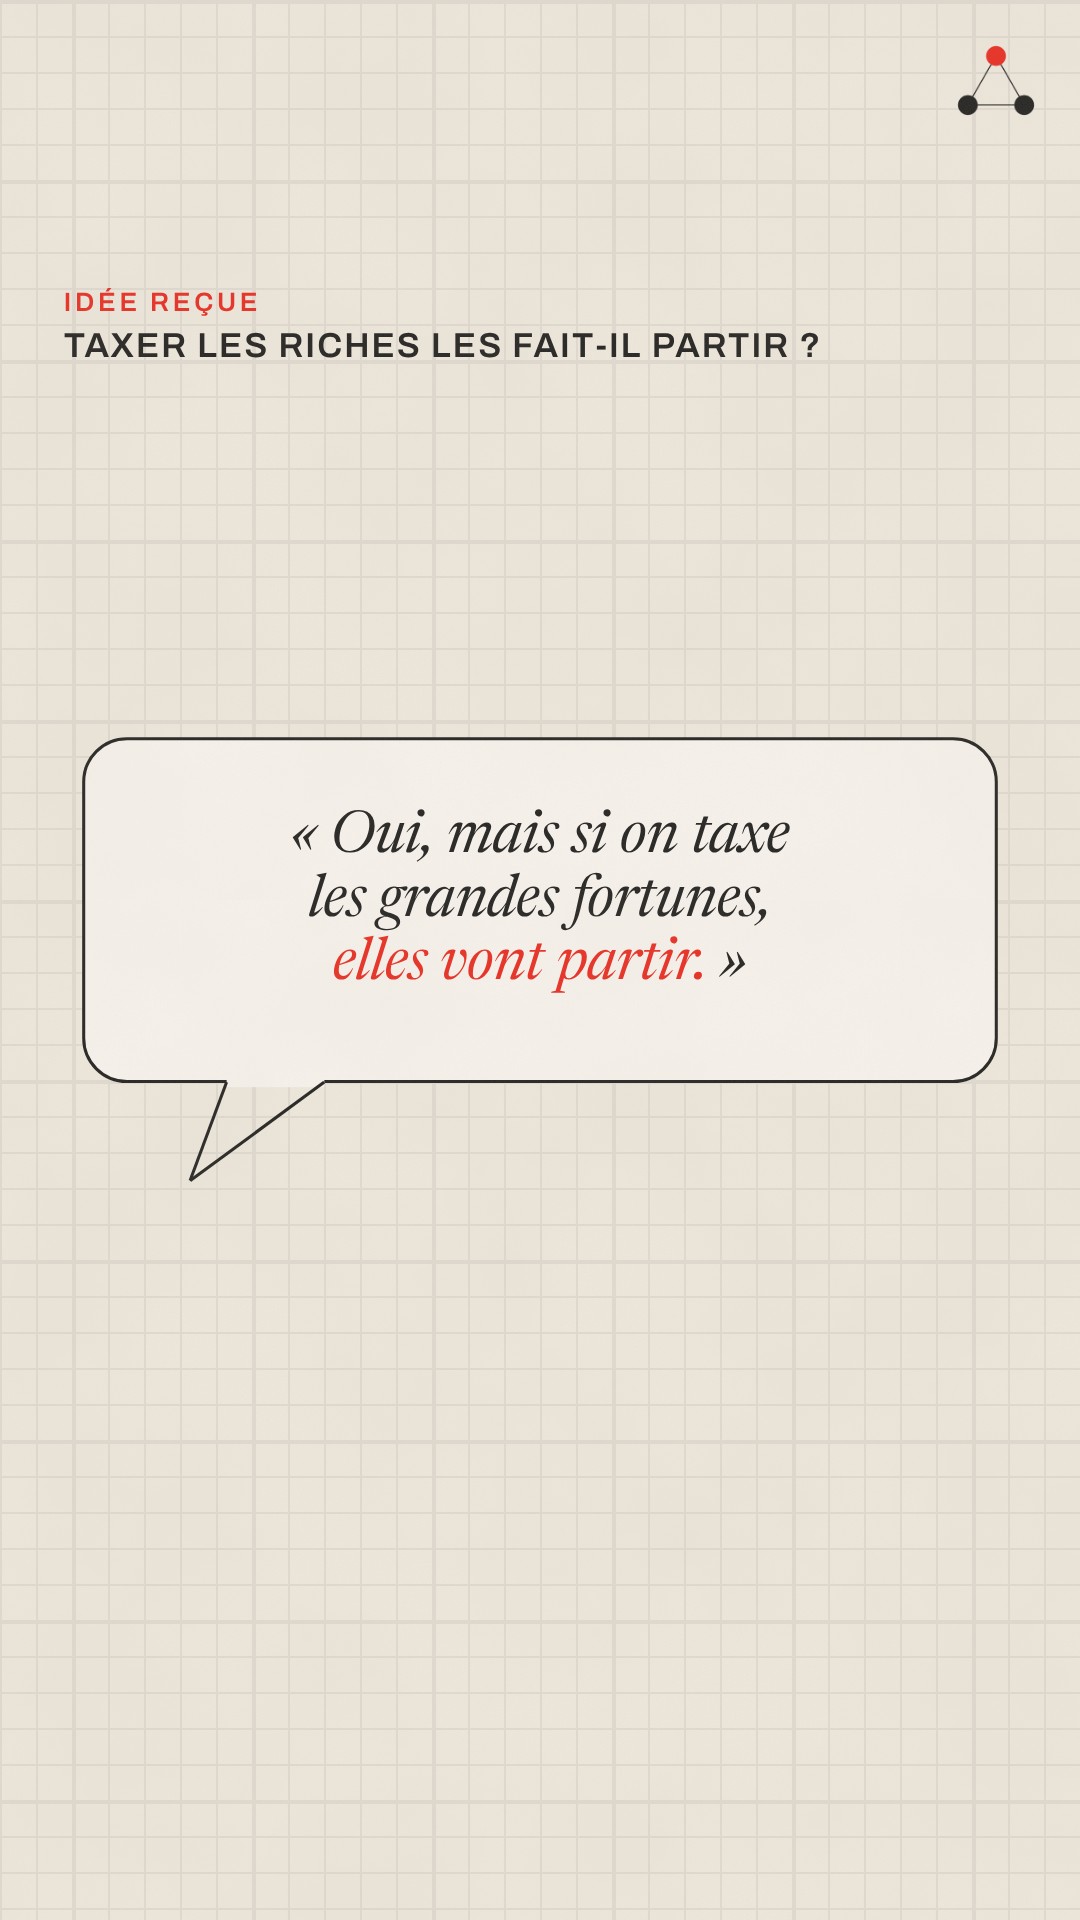 IDÉE REÇUE
TAXER LES RICHES LES FAIT-IL PARTIR ?
« Oui, mais si on taxe
les grandes fortunes,
elles vont partir. »